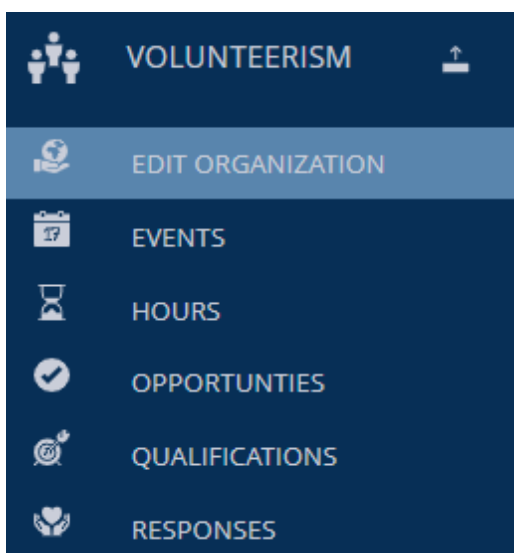 VOLUNTEERISM
EDIT ORGANIZATION
17
EVENTS
HOURS
OPPORTUNTIES
QUALIFICATIONS
RESPONSES